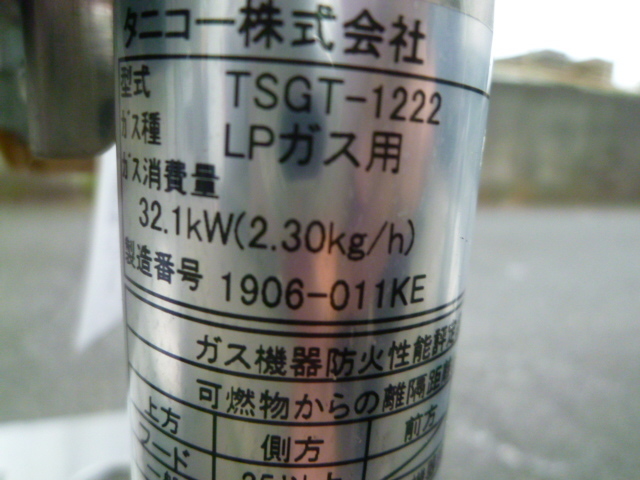 タニコー株式会社
型式 TSGT-1222
ガス種 LPガス用
ガス消費量
32.1kW(2.30kg/h)
製造番号 1906-011KE
ガス機器防火性能評
可燃物からの離隔距
上方 側方 前方
フード